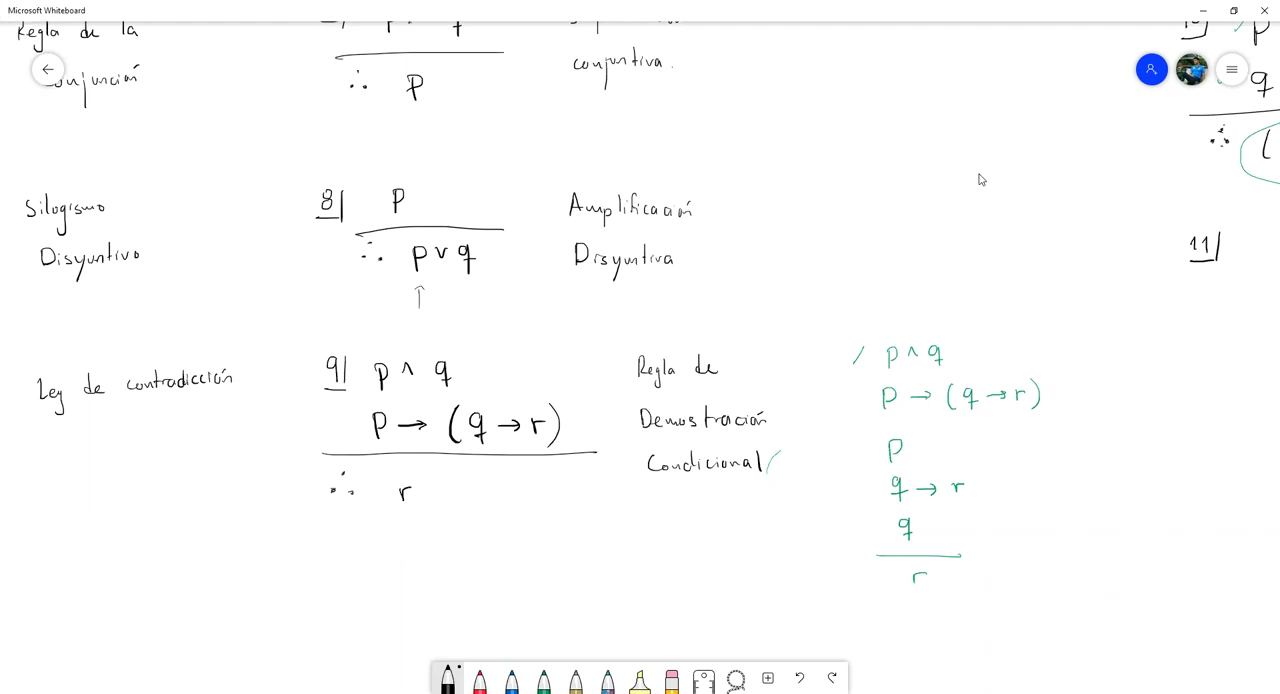 Microsoft Whiteboard
Regla de la
Conjunción
∴ p
conjuntiva.
p
q
∴ (
Silogismo
Disyuntivo
8| p
∴ p ∨ q
↑
Amplificación
Disyuntiva
11|
Ley de contradicción
9| p ∧ q
p → (q → r)
∴ r
Regla de
Demostración
Condicional
p ∧ q
p → (q → r)
p
q → r
q
r